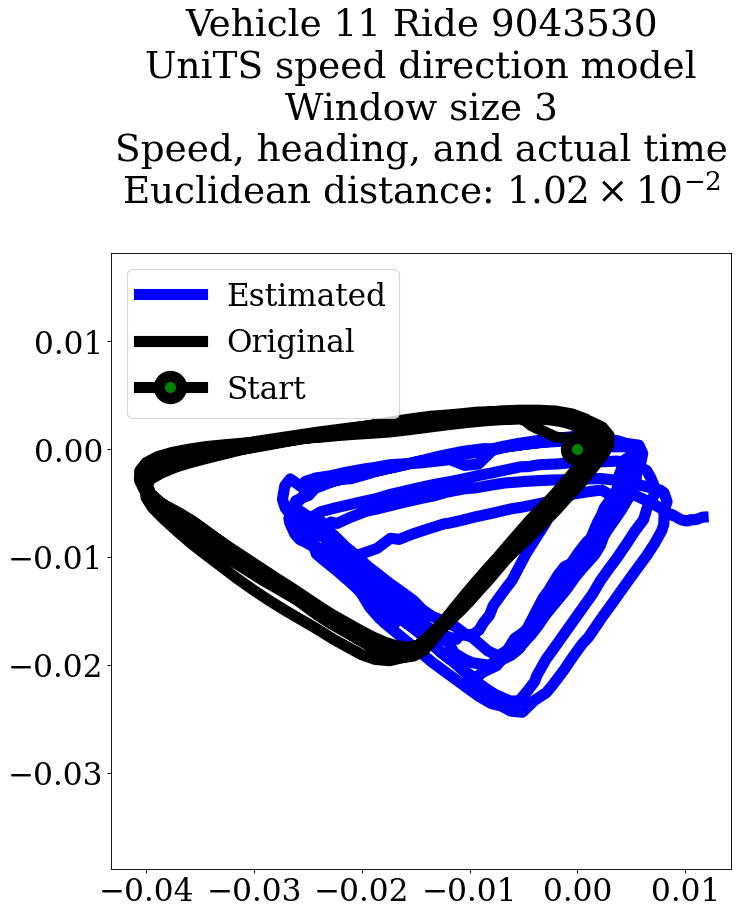 Vehicle 11 Ride 9043530
UniTS speed direction model
Window size 3
Speed, heading, and actual time
Euclidean distance: 1.02 × 10⁻²
Estimated
Original
Start
0.01
0.00
−0.01
−0.02
−0.03
−0.04 −0.03 −0.02 −0.01 0.00 0.01